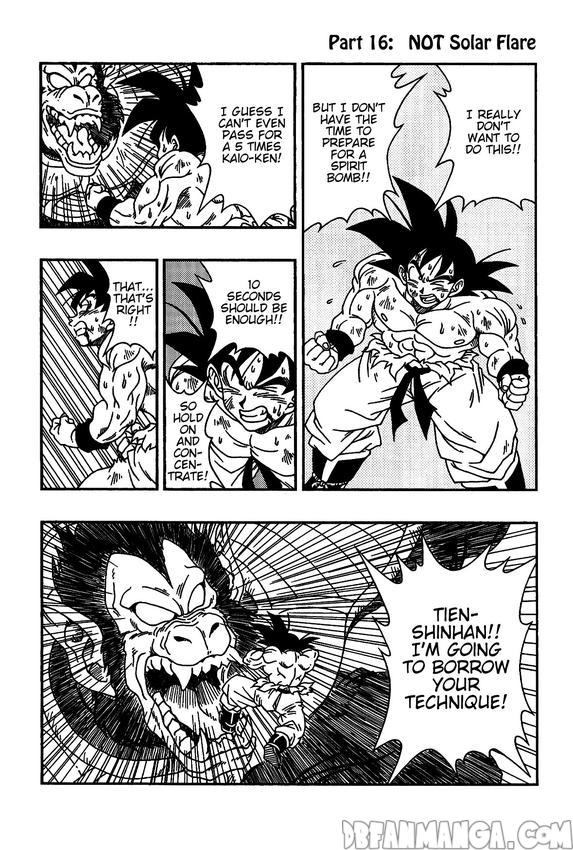 Part 16: NOT Solar Flare
I REALLY
DON'T
WANT TO
DO THIS!!
BUT I DON'T
HAVE THE
TIME TO
PREPARE
FOR A
SPIRIT
BOMB!!
I GUESS I
CAN'T EVEN
PASS FOR
A 5 TIMES
KAIO-KEN!
10
SECONDS
SHOULD BE
ENOUGH!!
SO
HOLD
ON
AND
CON-
CEN-
TRATE!
THAT...
THAT'S
RIGHT
!!
TIEN-
SHINHAN!!
I'M GOING
TO BORROW
YOUR
TECHNIQUE!
DBFANMANGA.COM